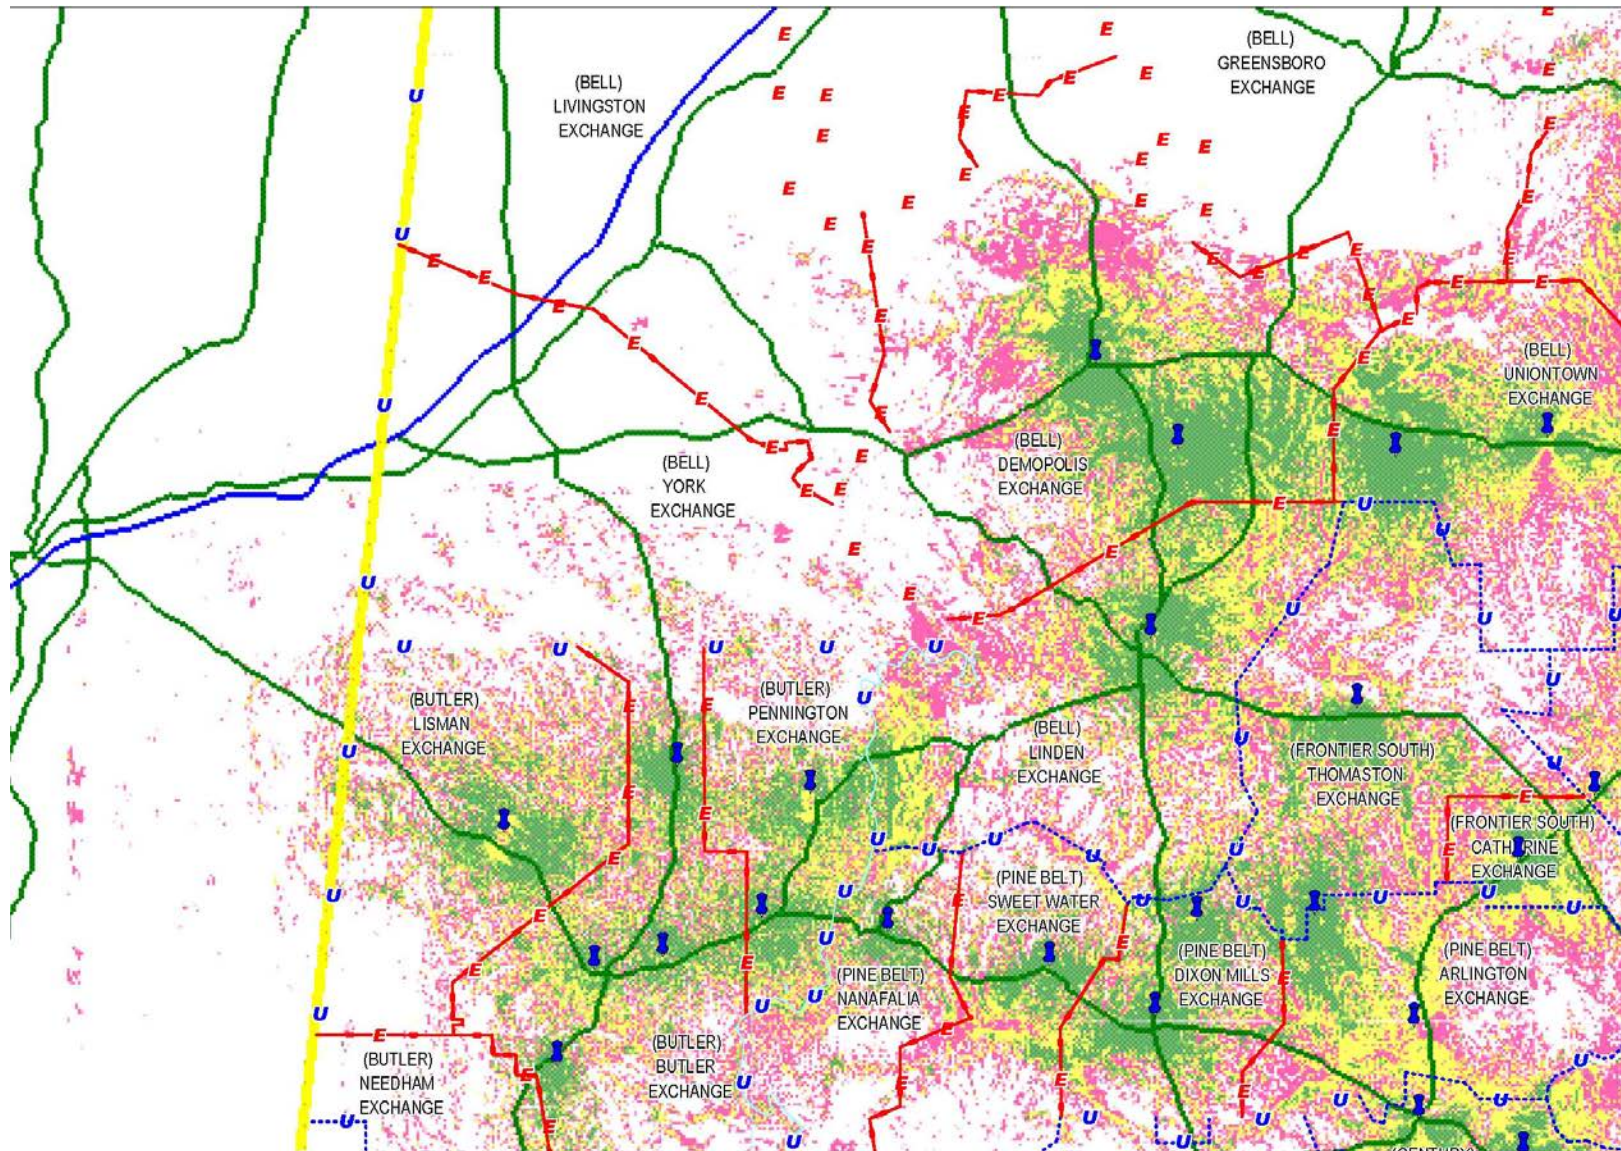 (BELL)
GREENSBORO
EXCHANGE
(BELL)
LIVINGSTON
EXCHANGE
(BELL)
UNIONTOWN
EXCHANGE
(BELL)
DEMOPOLIS
EXCHANGE
(BELL)
YORK
EXCHANGE
(BUTLER)
LISMAN
EXCHANGE
(BUTLER)
PENNINGTON
EXCHANGE
(BELL)
LINDEN
EXCHANGE
(FRONTIER SOUTH)
THOMASTON
EXCHANGE
(FRONTIER SOUTH)
CATHERINE
EXCHANGE
(PINE BELT)
SWEET WATER
EXCHANGE
(PINE BELT)
NANAFALIA
EXCHANGE
(PINE BELT)
DIXON MILLS
EXCHANGE
(PINE BELT)
ARLINGTON
EXCHANGE
(BUTLER)
BUTLER
EXCHANGE
(BUTLER)
NEEDHAM
EXCHANGE
(CENTURY)